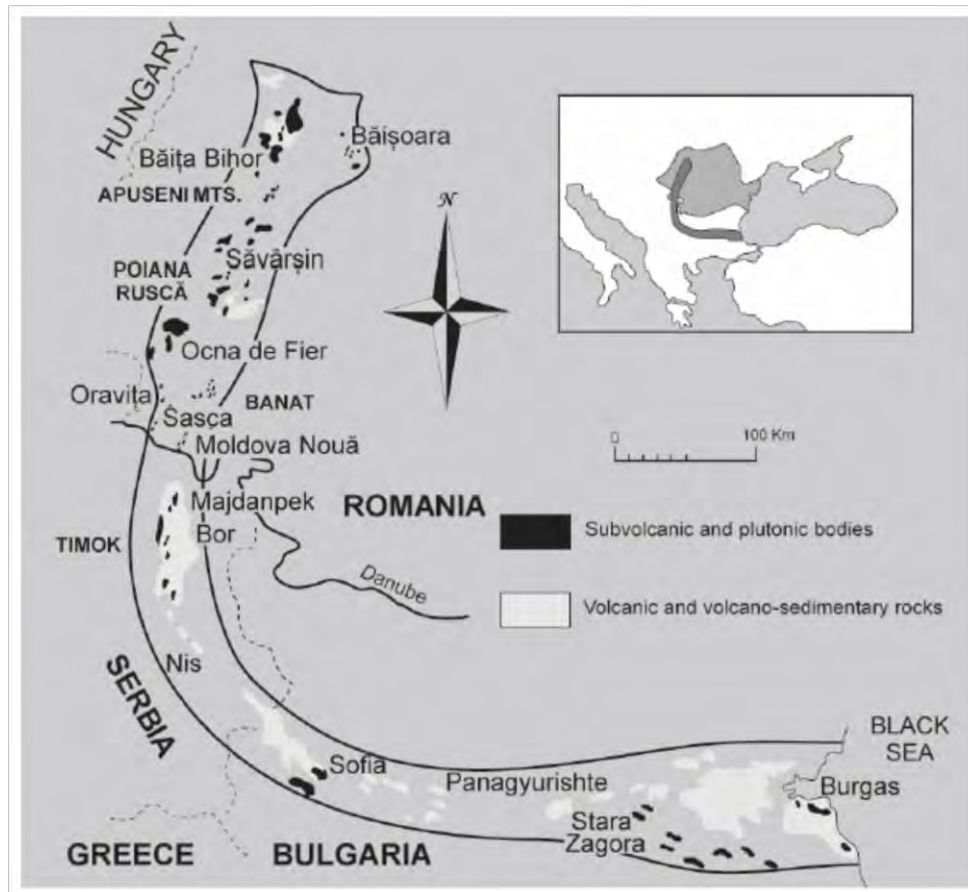 HUNGARY
Băișoara
Băița Bihor
APUSENI MTS.
N
Săvârșin
POIANA
RUSCĂ
Ocna de Fier
Oravița
BANAT
Sasca
Moldova Nouă
0
100 Km
Majdanpek
ROMANIA
Bor
Subvolcanic and plutonic bodies
TIMOK
Danube
Volcanic and volcano-sedimentary rocks
Nis
SERBIA
BLACK
SEA
Sofia
Panagyurishte
Burgas
Stara
Zagora
GREECE
BULGARIA